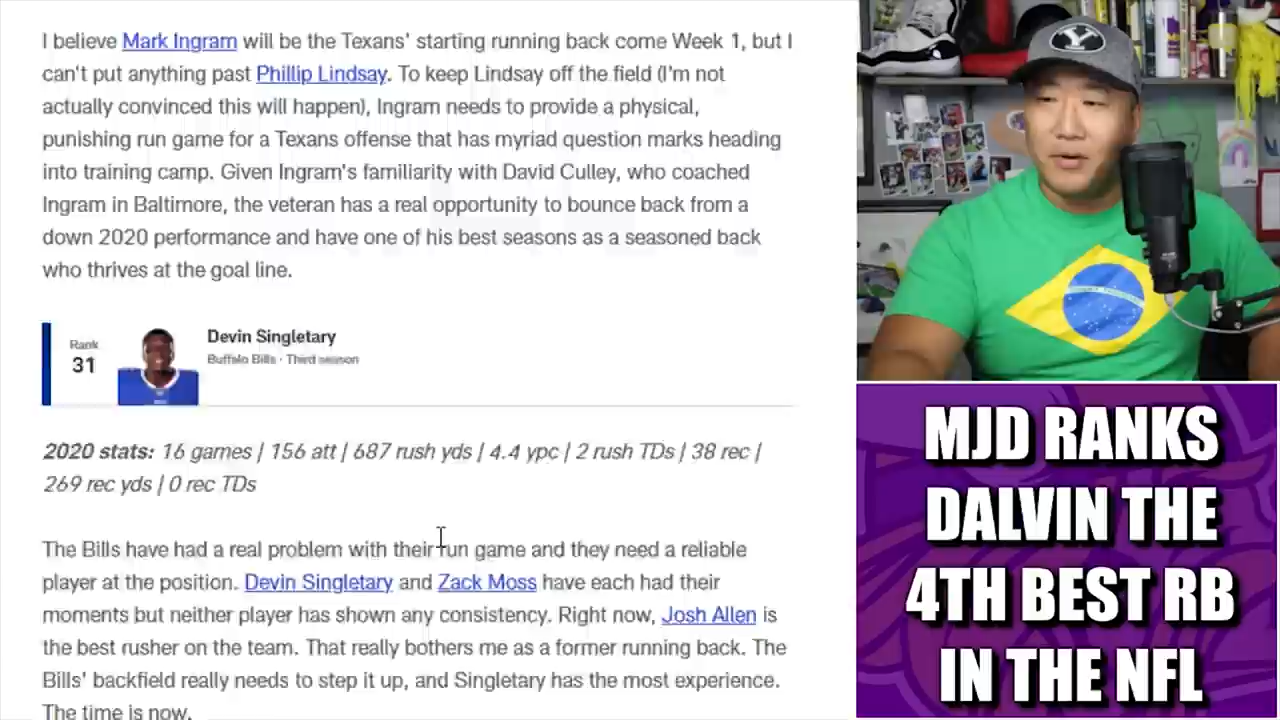 I believe Mark Ingram will be the Texans' starting running back come Week 1, but I
can't put anything past Phillip Lindsay. To keep Lindsay off the field (I'm not
actually convinced this will happen), Ingram needs to provide a physical,
punishing run game for a Texans offense that has myriad question marks heading
into training camp. Given Ingram's familiarity with David Culley, who coached
Ingram in Baltimore, the veteran has a real opportunity to bounce back from a
down 2020 performance and have one of his best seasons as a seasoned back
who thrives at the goal line.
Rank
31
Devin Singletary
Buffalo Bills · Third season
2020 stats: 16 games | 156 att | 687 rush yds | 4.4 ypc | 2 rush TDs | 38 rec |
269 rec yds | 0 rec TDs
The Bills have had a real problem with their run game and they need a reliable
player at the position. Devin Singletary and Zack Moss have each had their
moments but neither player has shown any consistency. Right now, Josh Allen is
the best rusher on the team. That really bothers me as a former running back. The
Bills' backfield really needs to step it up, and Singletary has the most experience.
The time is now.
Y
MJD RANKS
DALVIN THE
4TH BEST RB
IN THE NFL